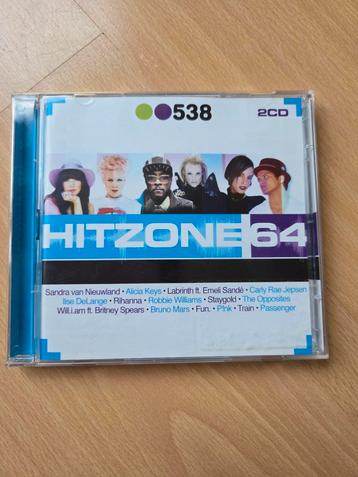 538
2CD
HITZONE 64
Sandra van Nieuwland • Alicia Keys • Labrinth ft. Emeli Sandé • Carly Rae Jepsen
Ilse DeLange • Rihanna • Robbie Williams • Staygold • The Opposites
Will.i.am ft. Britney Spears • Bruno Mars • Fun. • P!nk • Train • Passenger